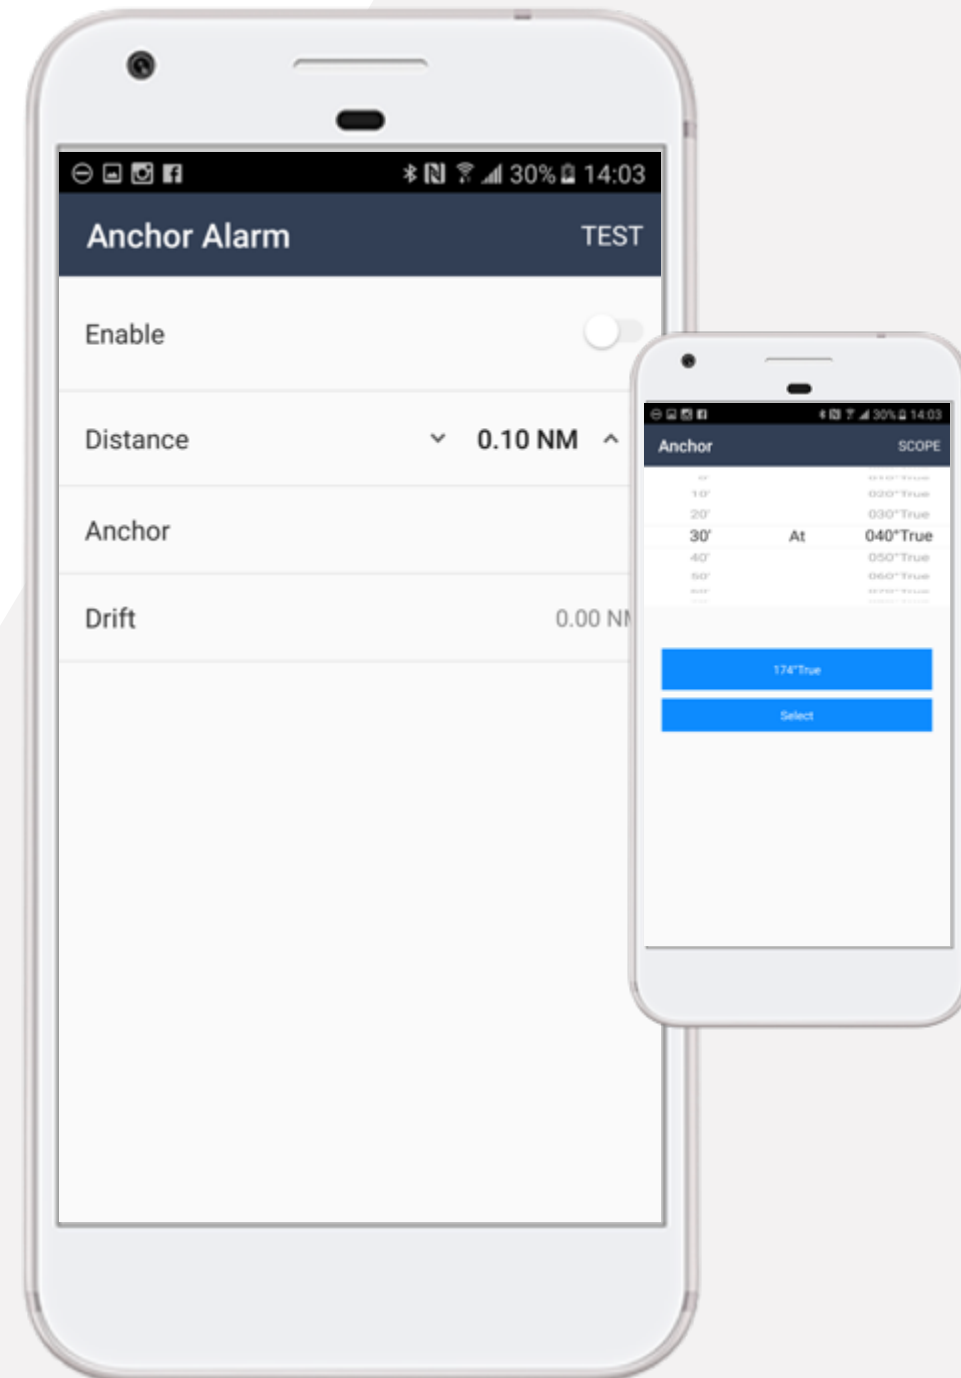 30% 14:03
Anchor Alarm TEST
Enable
Distance 0.10 NM
Anchor
Drift 0.00 NM
30% 14:03
Anchor SCOPE
10' 020°True
20' 030°True
30' At 040°True
40' 050°True
50' 060°True
174°True
Select